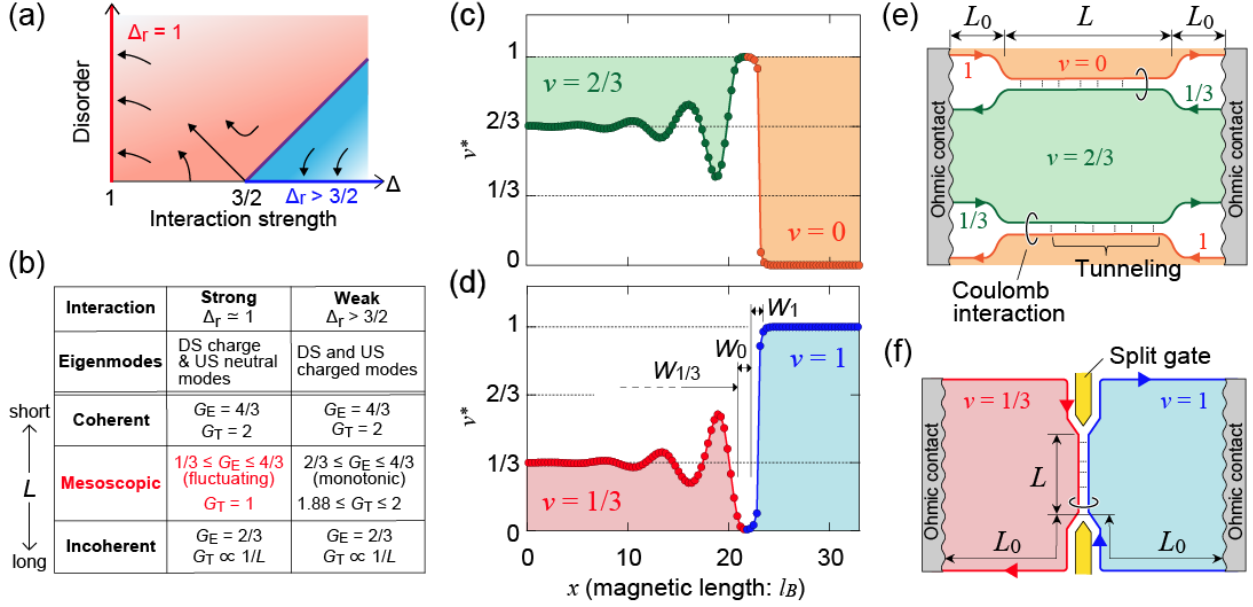 (a)
Δr = 1
Disorder
1
3/2
Δr > 3/2
Δ
Interaction strength
(b)
Interaction
Strong
Δr ≃ 1
Weak
Δr > 3/2
Eigenmodes
DS charge
& US neutral
modes
DS and US
charged modes
short
L
long
Coherent
GE = 4/3
GT = 2
GE = 4/3
GT = 2
Mesoscopic
1/3 ≤ GE ≤ 4/3
(fluctuating)
GT = 1
2/3 ≤ GE ≤ 4/3
(monotonic)
1.88 ≤ GT ≤ 2
Incoherent
GE = 2/3
GT ∝ 1/L
GE = 2/3
GT ∝ 1/L
(c)
1
2/3
1/3
0
ν*
ν = 2/3
ν = 0
(d)
1
2/3
1/3
0
ν*
W1
W0
W1/3
ν = 1
ν = 1/3
0
10
20
30
x (magnetic length: lB)
(e)
L0
L
L0
Ohmic contact
Ohmic contact
1
ν = 0
1/3
ν = 2/3
1/3
1
Tunneling
Coulomb
interaction
(f)
Split gate
Ohmic contact
Ohmic contact
ν = 1/3
ν = 1
L
L0
L0